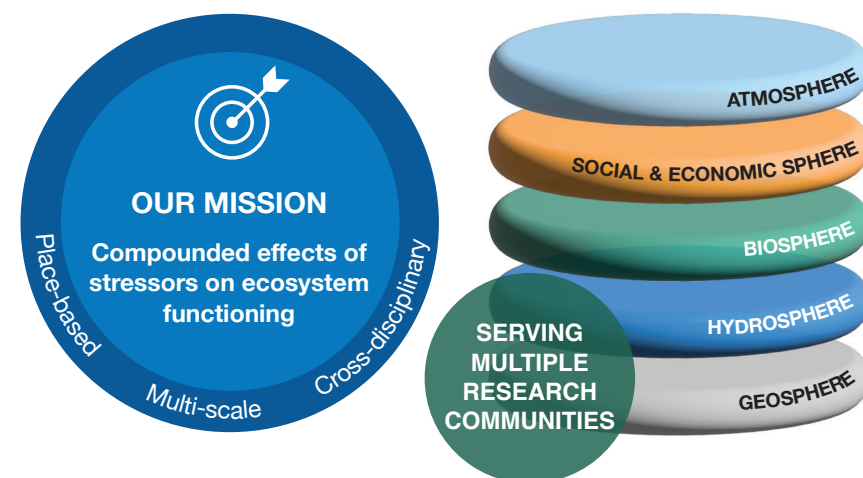 OUR MISSION
Compounded effects of
stressors on ecosystem
functioning
Place-based
Multi-scale
Cross-disciplinary
ATMOSPHERE
SOCIAL & ECONOMIC SPHERE
BIOSPHERE
HYDROSPHERE
GEOSPHERE
SERVING
MULTIPLE
RESEARCH
COMMUNITIES